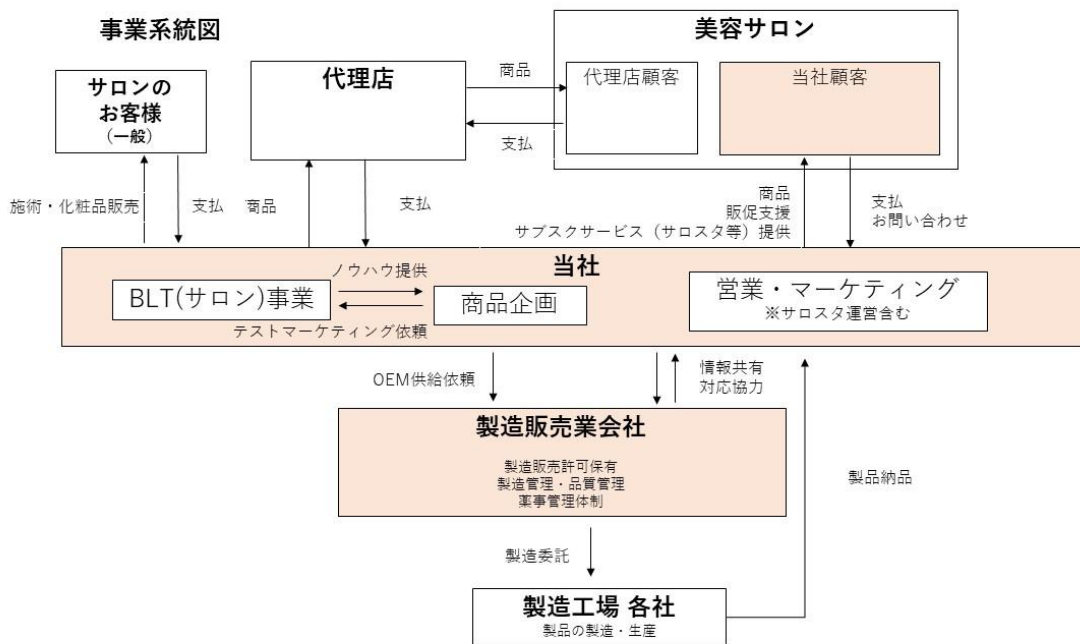 事業系統図
美容サロン
サロンの
お客様
（一般）
代理店
商品
支払
代理店顧客
当社顧客
施術・化粧品販売
支払
商品
支払
商品
販促支援
サブスクサービス（サロスタ等）提供
支払
お問い合わせ
当社
BLT(サロン)事業
ノウハウ提供
テストマーケティング依頼
商品企画
営業・マーケティング
※サロスタ運営含む
OEM供給依頼
情報共有
対応協力
製造販売業会社
製造販売許可保有
製造管理・品質管理
薬事管理体制
製品納品
製造委託
製造工場 各社
製品の製造・生産